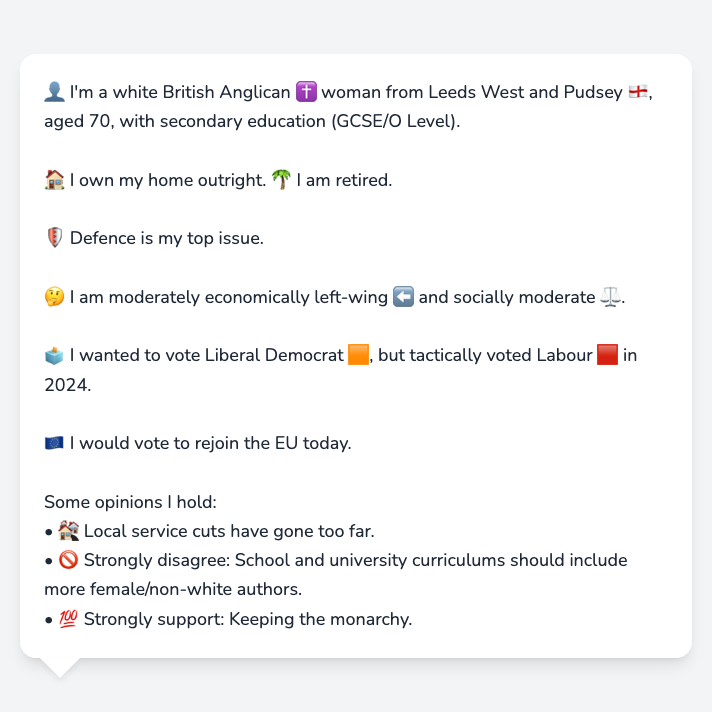 👤 I'm a white British Anglican ✝️ woman from Leeds West and Pudsey 🏴󠁧󠁢󠁥󠁮󠁧󠁿,
aged 70, with secondary education (GCSE/O Level).
🏠 I own my home outright. 🌴 I am retired.
🛡️ Defence is my top issue.
🤔 I am moderately economically left-wing ⬅️ and socially moderate ⚖️.
🗳️ I wanted to vote Liberal Democrat 🟧, but tactically voted Labour 🟥 in
2024.
🇪🇺 I would vote to rejoin the EU today.
Some opinions I hold:
• 🏘️ Local service cuts have gone too far.
• 🚫 Strongly disagree: School and university curriculums should include
more female/non-white authors.
• 💯 Strongly support: Keeping the monarchy.